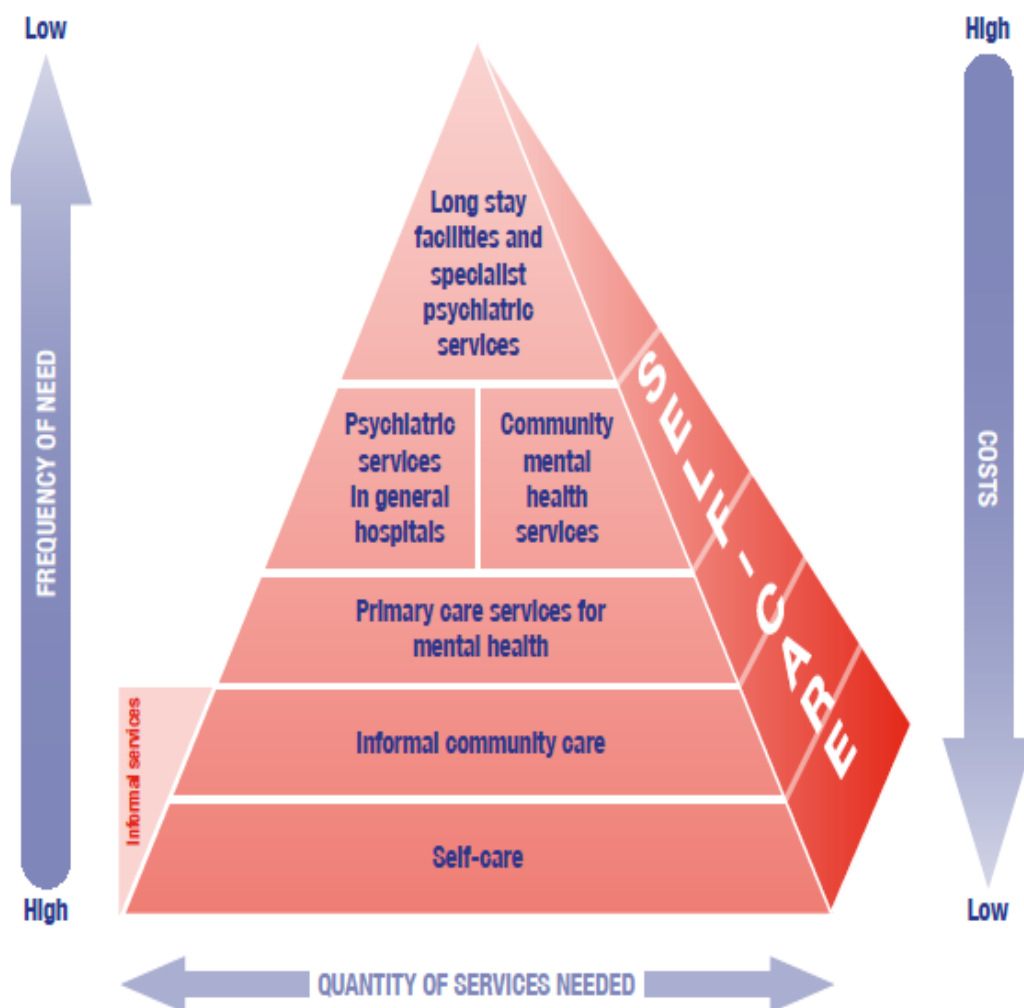 Low
High
Long stay
facilities and
specialist
psychiatric
services
Psychiatric
services
in general
hospitals
Community
mental
health
services
Primary care services for
mental health
Informal community care
Self-care
Informal services
SELF-CARE
FREQUENCY OF NEED
COSTS
High
Low
QUANTITY OF SERVICES NEEDED